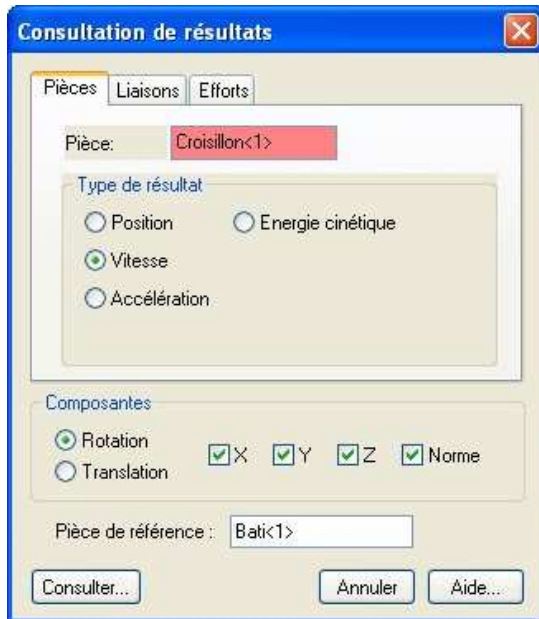 Consultation de résultats
Pièces Liaisons Efforts
Pièce: Croisillon<1>
Type de résultat
Position Energie cinétique
Vitesse
Accélération
Composantes
Rotation
Translation
X Y Z Norme
Pièce de référence : Bati<1>
Consulter... Annuler Aide...